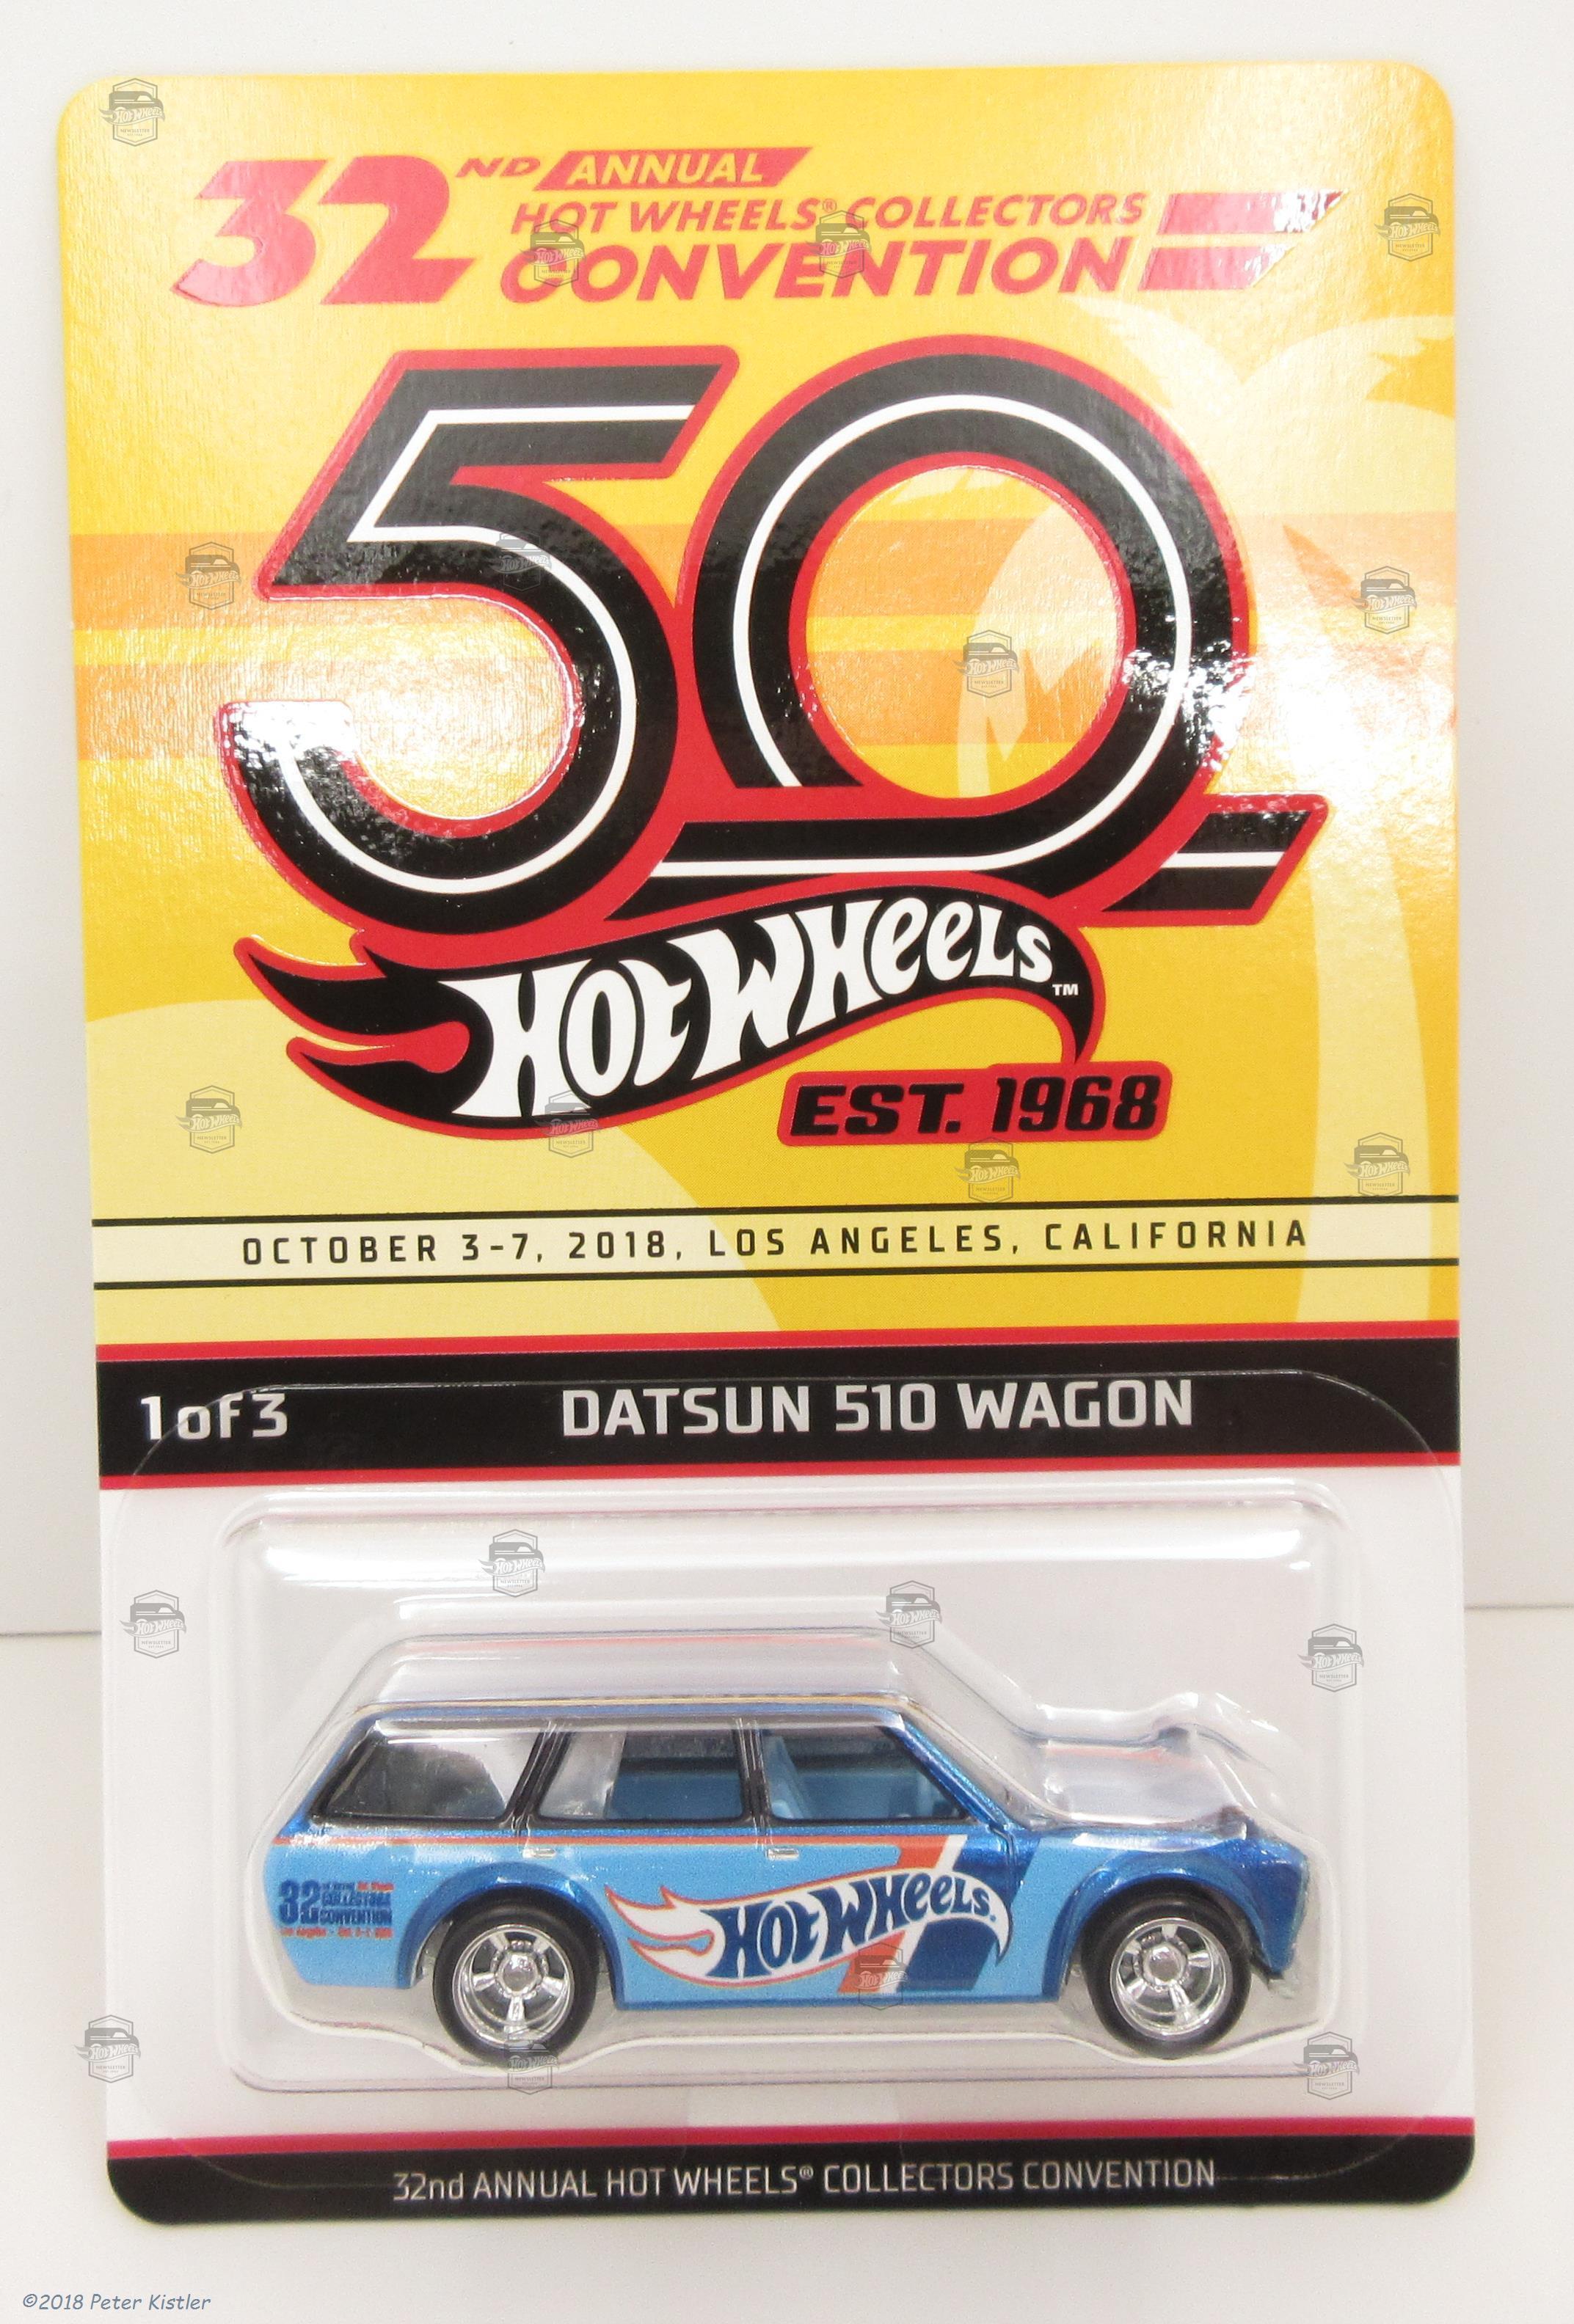 32ND ANNUAL
HOT WHEELS® COLLECTORS
CONVENTION
50
HOT WHEELS™
EST. 1968
OCTOBER 3-7, 2018, LOS ANGELES, CALIFORNIA
1 of 3 DATSUN 510 WAGON
32
COLLECTORS
CONVENTION
HOT WHEELS.
32nd ANNUAL HOT WHEELS® COLLECTORS CONVENTION
©2018 Peter Kistler